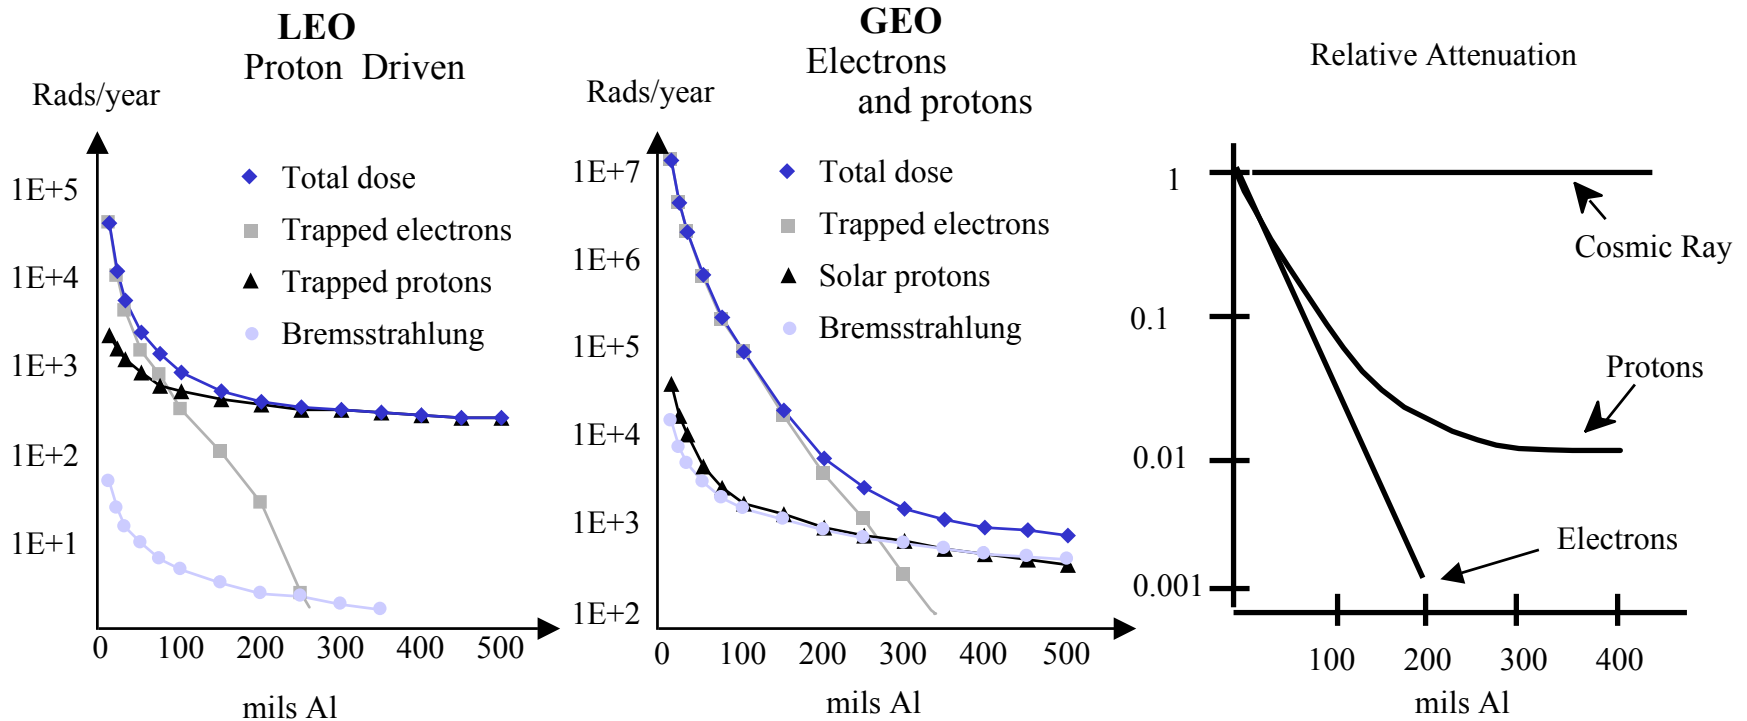 LEO
Proton Driven
Rads/year
1E+5
1E+4
1E+3
1E+2
1E+1
Total dose
Trapped electrons
Trapped protons
Bremsstrahlung
0 100 200 300 400 500
mils Al
GEO
Electrons
and protons
Rads/year
1E+7
1E+6
1E+5
1E+4
1E+3
1E+2
Total dose
Trapped electrons
Solar protons
Bremsstrahlung
0 100 200 300 400 500
mils Al
Relative Attenuation
1
0.1
0.01
0.001
Cosmic Ray
Protons
Electrons
100 200 300 400
mils Al